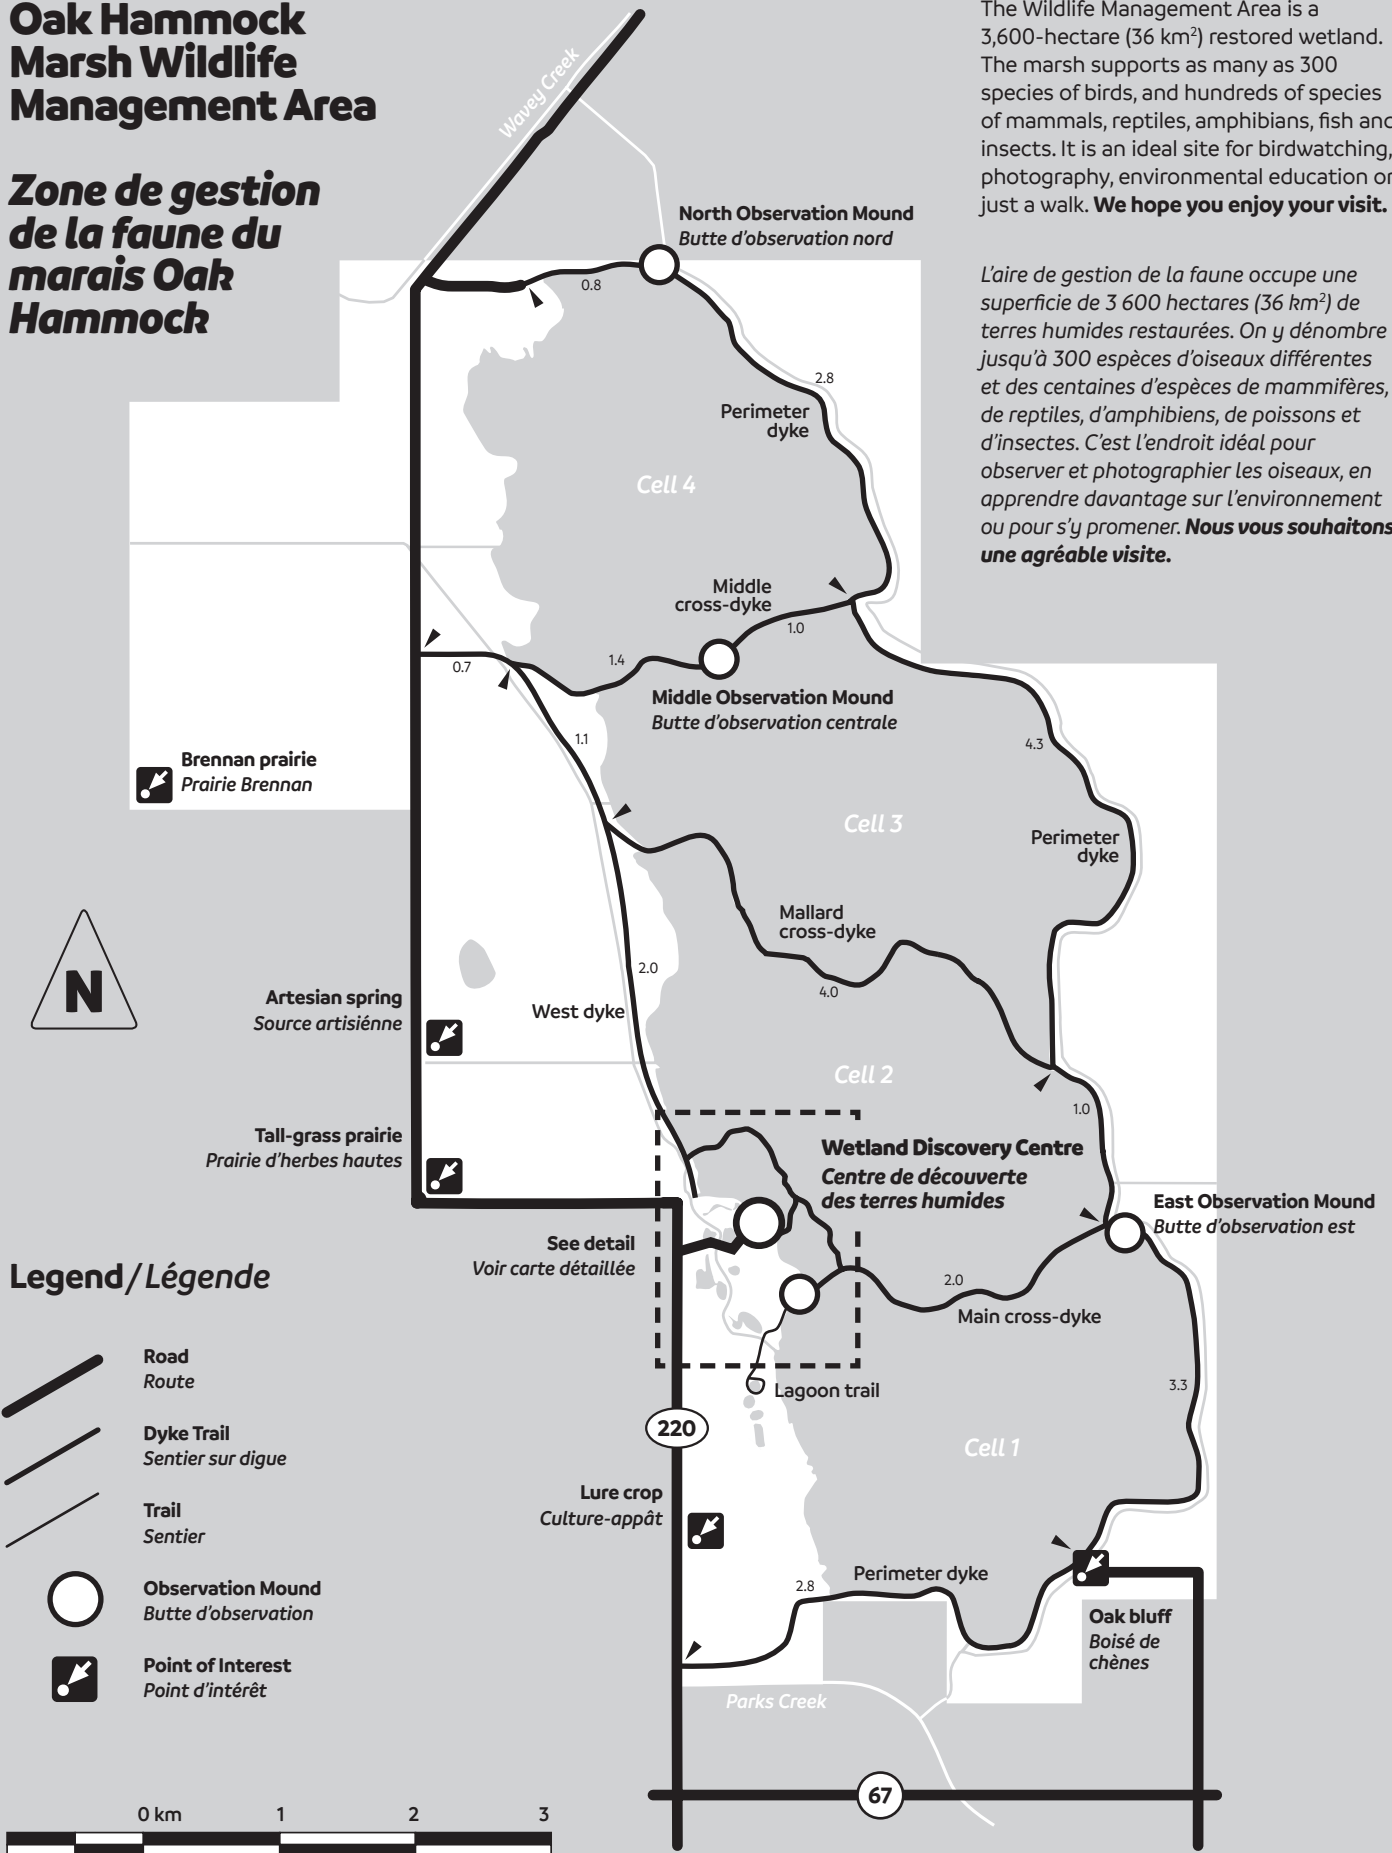 Oak Hammock
Marsh Wildlife
Management Area
Zone de gestion
de la faune du
marais Oak
Hammock
The Wildlife Management Area is a
3,600-hectare (36 km²) restored wetland.
The marsh supports as many as 300
species of birds, and hundreds of species
of mammals, reptiles, amphibians, fish and
insects. It is an ideal site for birdwatching,
photography, environmental education or
just a walk. We hope you enjoy your visit.
L'aire de gestion de la faune occupe une
superficie de 3 600 hectares (36 km²) de
terres humides restaurées. On y dénombre
jusqu'à 300 espèces d'oiseaux différentes
et des centaines d'espèces de mammifères,
de reptiles, d'amphibiens, de poissons et
d'insectes. C'est l'endroit idéal pour
observer et photographier les oiseaux, en
apprendre davantage sur l'environnement
ou pour s'y promener. Nous vous souhaitons
une agréable visite.
Wavey Creek
North Observation Mound
Butte d'observation nord
0.8
2.8
Perimeter
dyke
Cell 4
Middle
cross-dyke
1.0
1.4
0.7
Middle Observation Mound
Butte d'observation centrale
1.1
4.3
Brennan prairie
Prairie Brennan
Cell 3
Perimeter
dyke
Mallard
cross-dyke
4.0
2.0
N
Artesian spring
Source artisiénne
West dyke
Cell 2
1.0
Tall-grass prairie
Prairie d'herbes hautes
Wetland Discovery Centre
Centre de découverte
des terres humides
East Observation Mound
Butte d'observation est
See detail
Voir carte détaillée
2.0
Main cross-dyke
3.3
Lagoon trail
220
Cell 1
Lure crop
Culture-appât
2.8
Perimeter dyke
Oak bluff
Boisé de
chènes
Parks Creek
67
Legend/Légende
Road
Route
Dyke Trail
Sentier sur digue
Trail
Sentier
Observation Mound
Butte d'observation
Point of Interest
Point d'intérêt
0 km 1 2 3